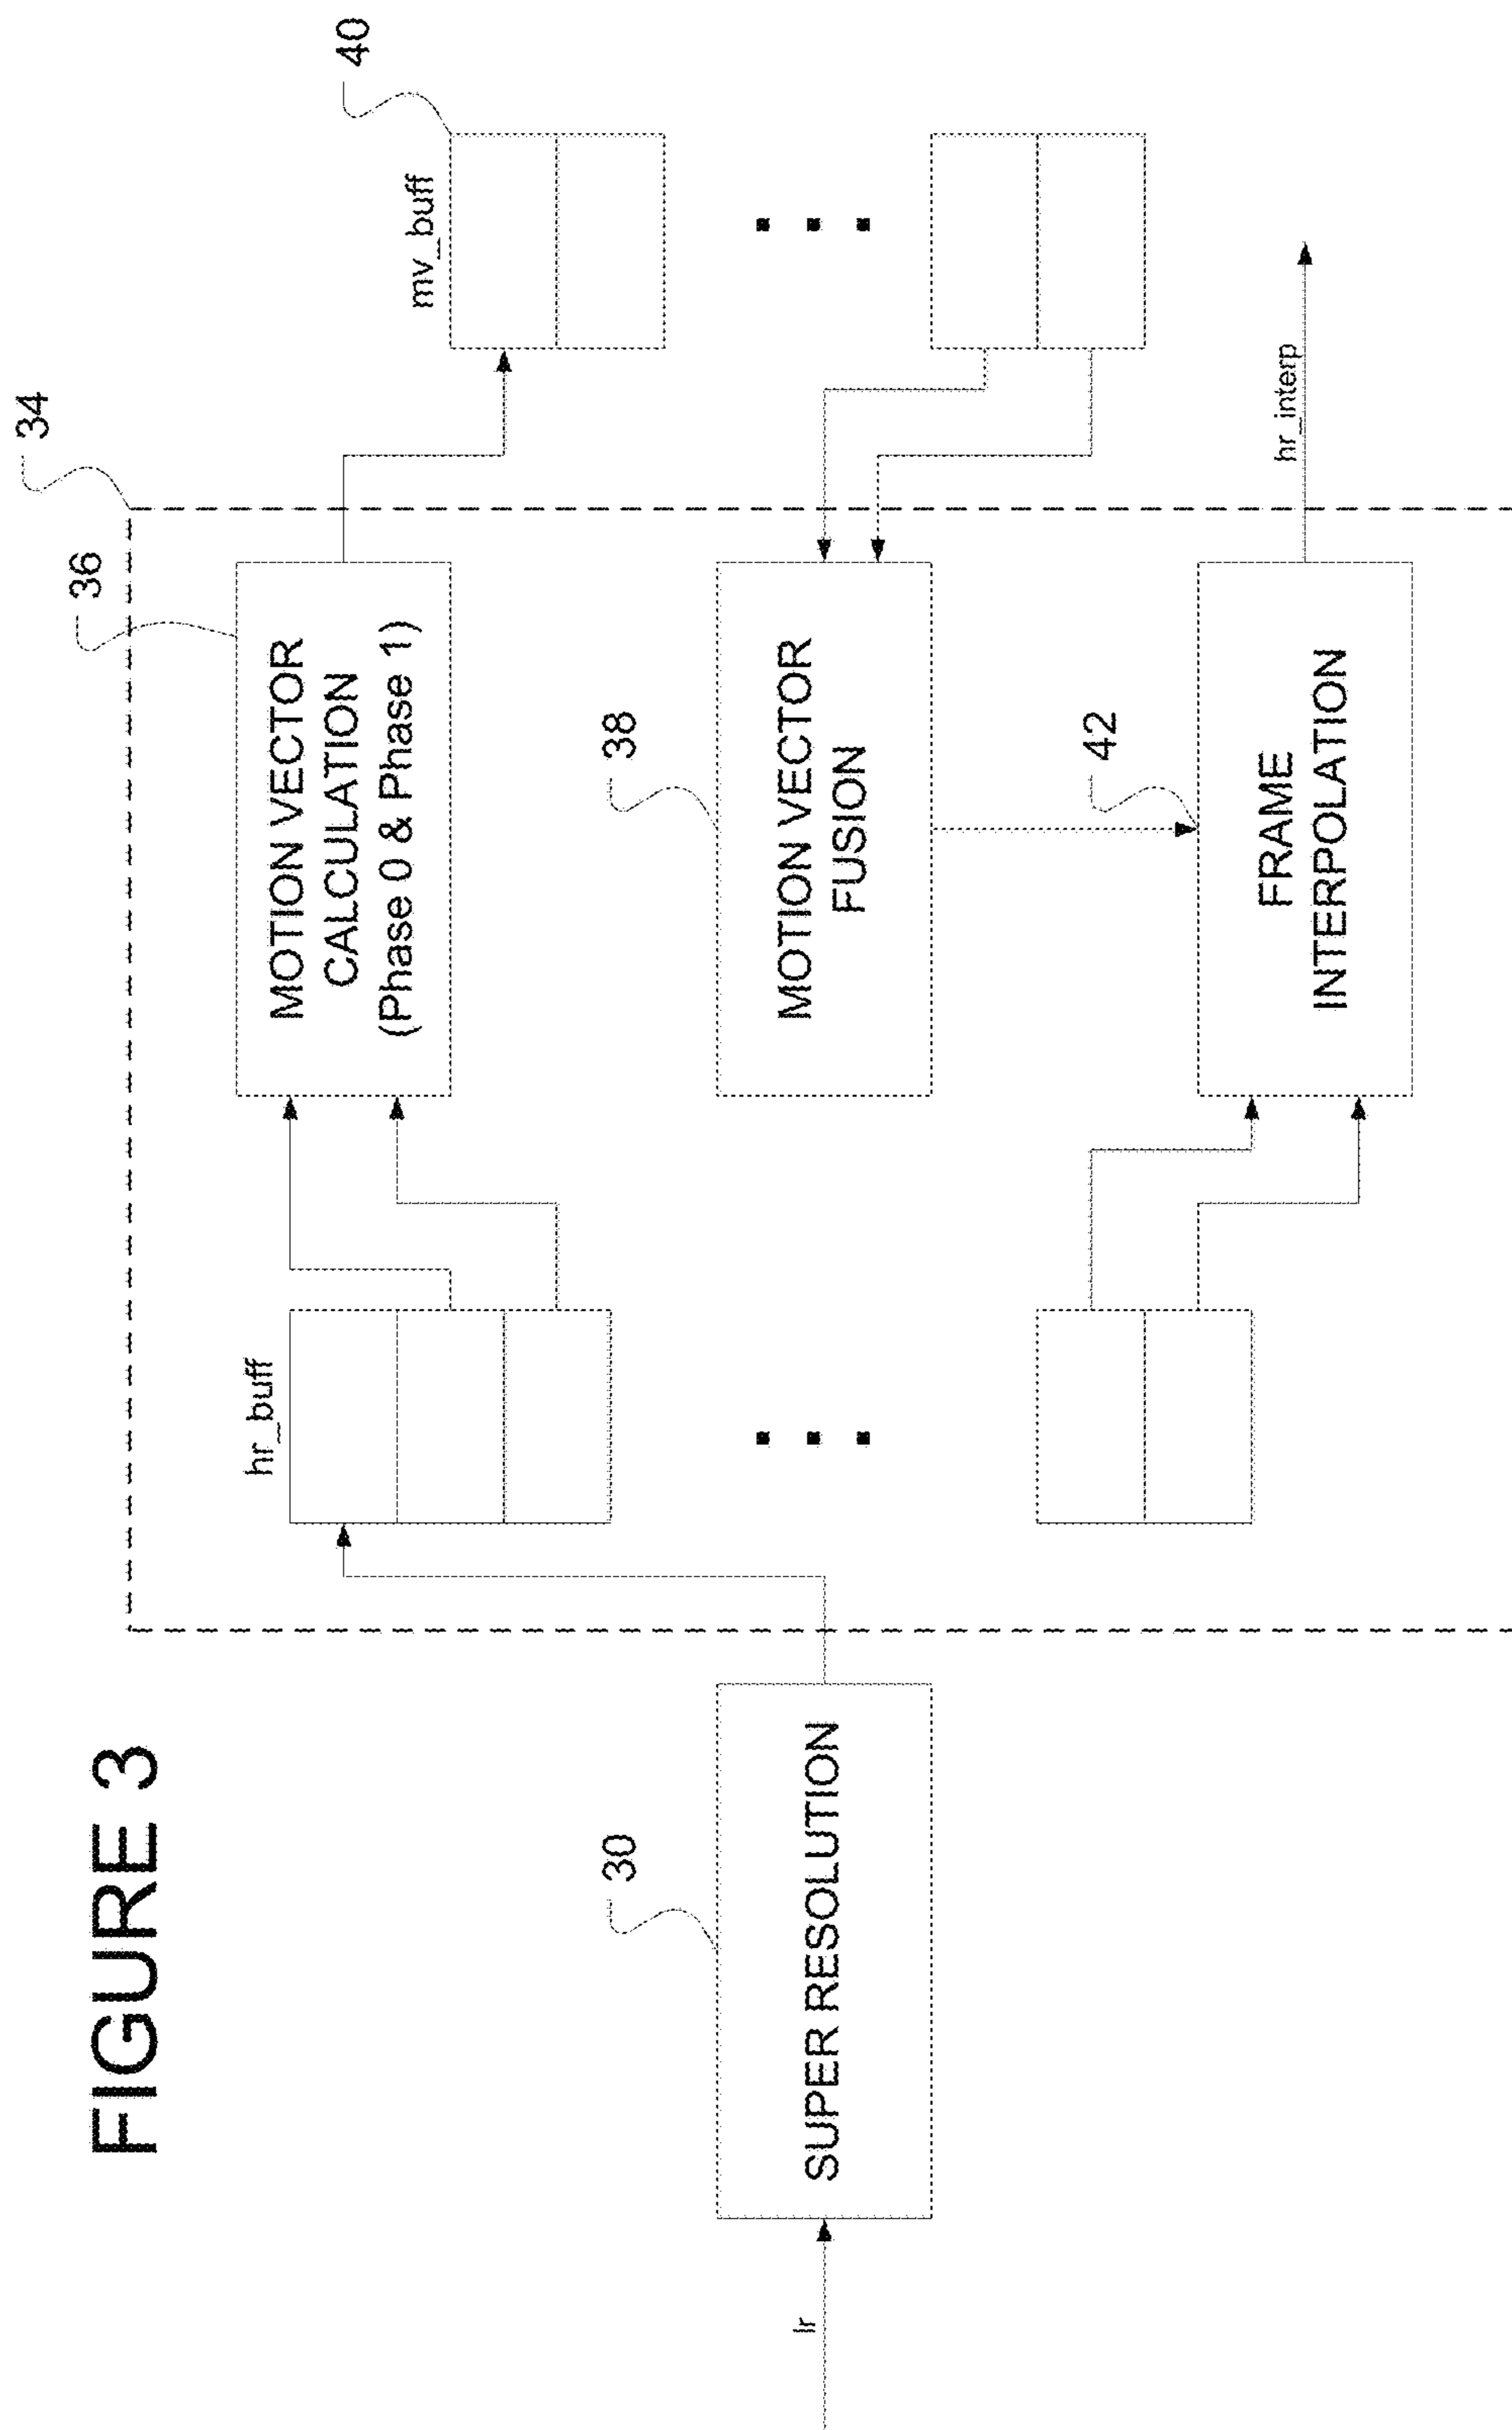 FIGURE 3
lr
30
SUPER RESOLUTION
34
hr_buff
36
MOTION VECTOR
CALCULATION
(Phase 0 & Phase 1)
38
MOTION VECTOR
FUSION
42
FRAME
INTERPOLATION
mv_buff
40
hr_interp